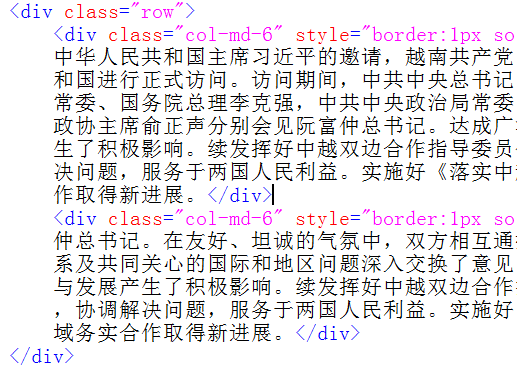 <div class="row">
<div class="col-md-6" style="border:1px so
中华人民共和国主席习近平的邀请，越南共产党
和国进行正式访问。访问期间，中共中央总书记
常委、国务院总理李克强，中共中央政治局常委
政协主席俞正声分别会见阮富仲总书记。达成广
生了积极影响。续发挥好中越双边合作指导委员
决问题，服务于两国人民利益。实施好《落实中
作取得新进展。</div>
<div class="col-md-6" style="border:1px so
仲总书记。在友好、坦诚的气氛中，双方相互通
系及共同关心的国际和地区问题深入交换了意见
与发展产生了积极影响。续发挥好中越双边合作
，协调解决问题，服务于两国人民利益。实施好
域务实合作取得新进展。</div>
</div>